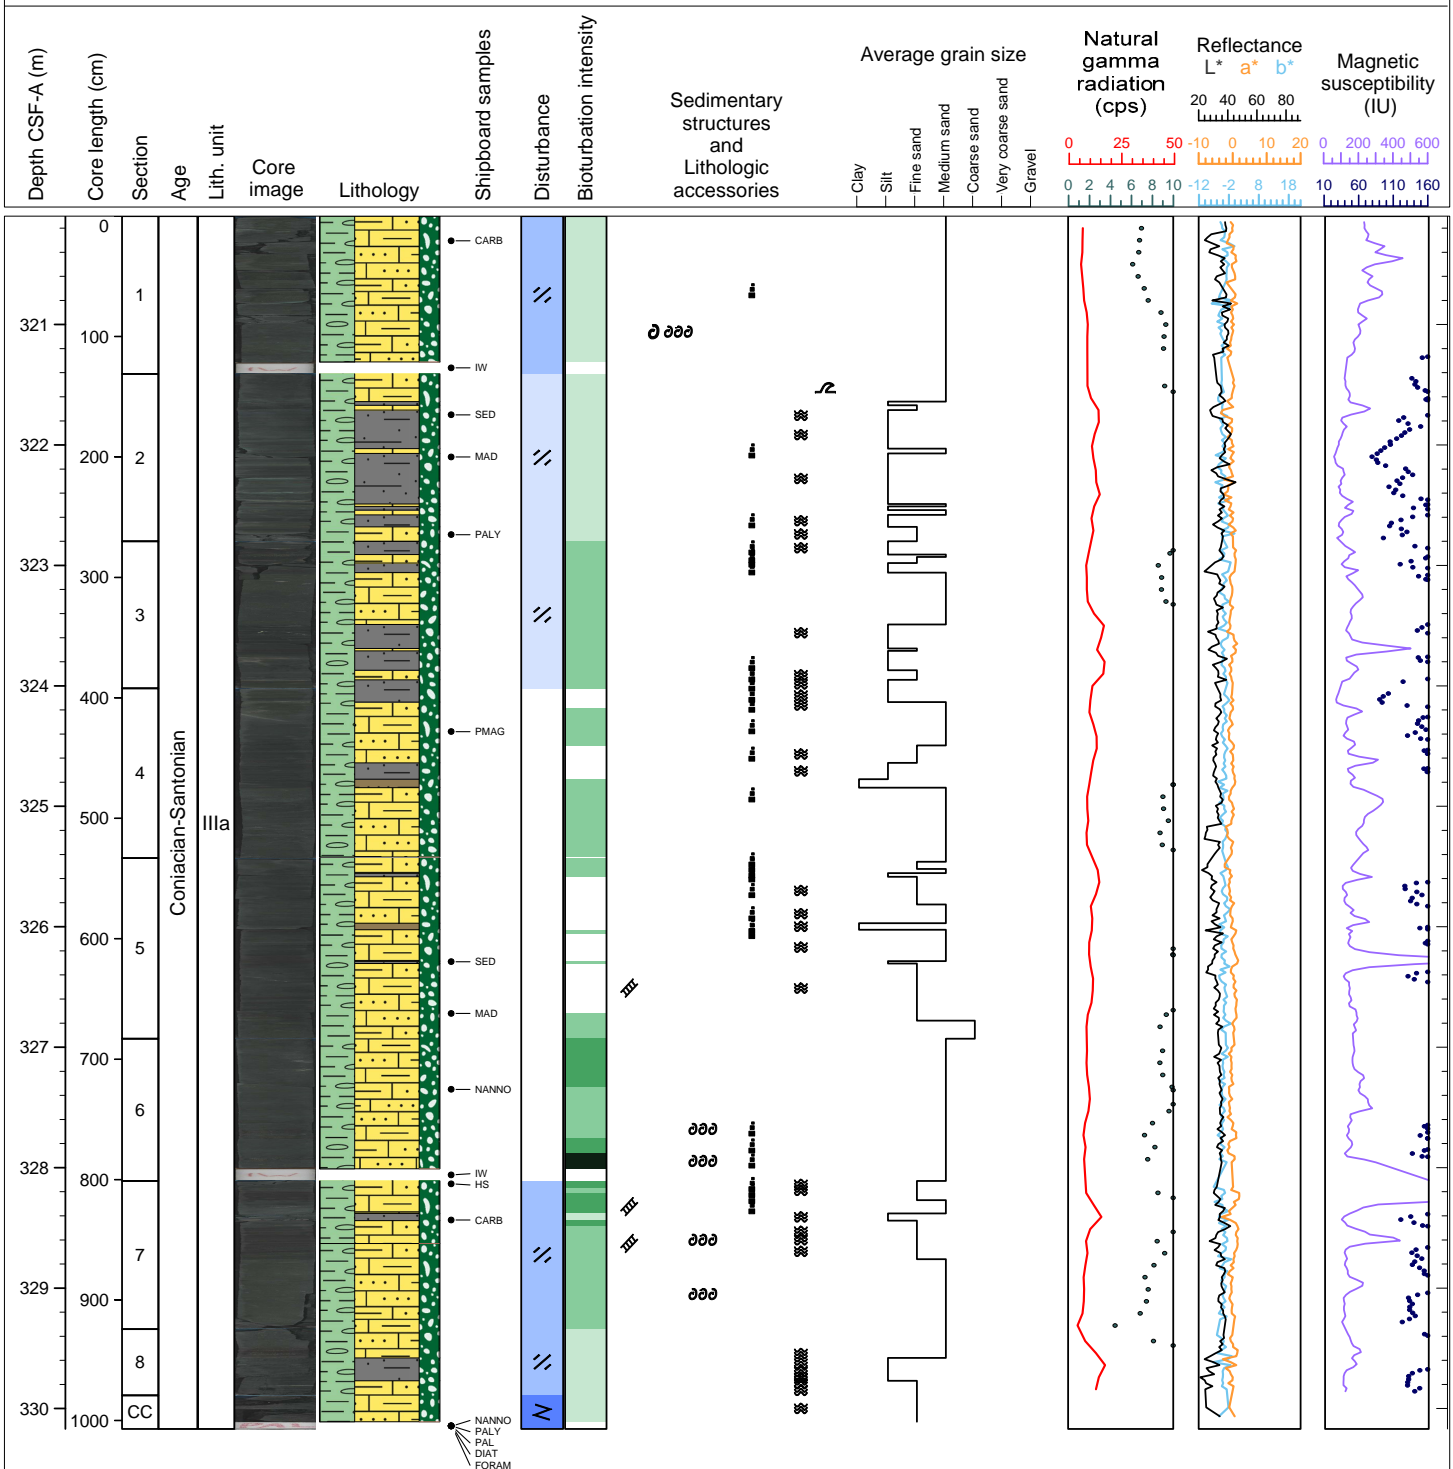 Depth CSF-A (m)
Core length (cm)
Section
Age
Lith. unit
Core
image
Lithology
Shipboard samples
Disturbance
Bioturbation intensity
Sedimentary
structures
and
Lithologic
accessories
Average grain size
Clay
Silt
Fine sand
Medium sand
Coarse sand
Very coarse sand
Gravel
Natural
gamma
radiation
(cps)
0 25 50
0 2 4 6 8 10
Reflectance
L* a* b*
20 40 60 80
-10 0 10 20
-12 -2 8 18
Magnetic
susceptibility
(IU)
0 200 400 600
10 60 110 160
321
322
323
324
325
326
327
328
329
330
0
100
200
300
400
500
600
700
800
900
1000
1
2
3
4
5
6
7
8
CC
Coniacian-Santonian
IIIa
CARB
IW
SED
MAD
PALY
PMAG
SED
MAD
NANNO
IW
HS
CARB
NANNO
PALY
PAL
DIAT
FORAM